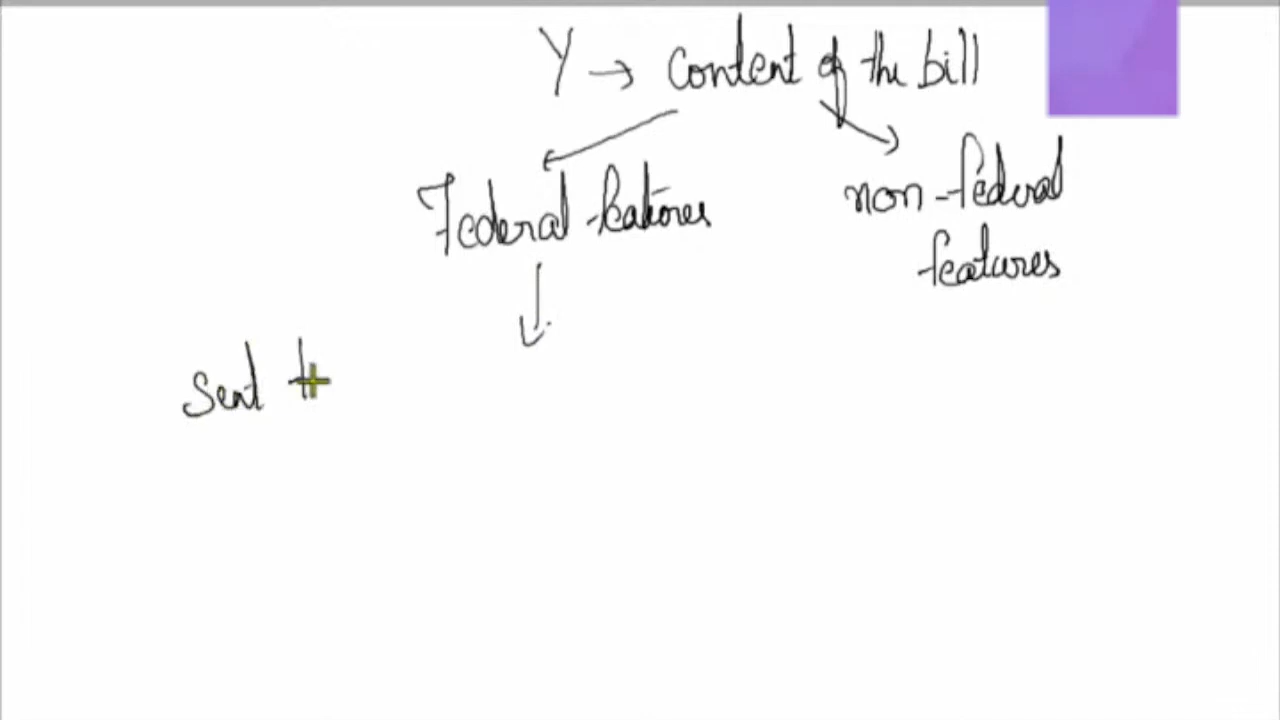 Y → content of the bill
Federal features
non-federal
features
Sent t